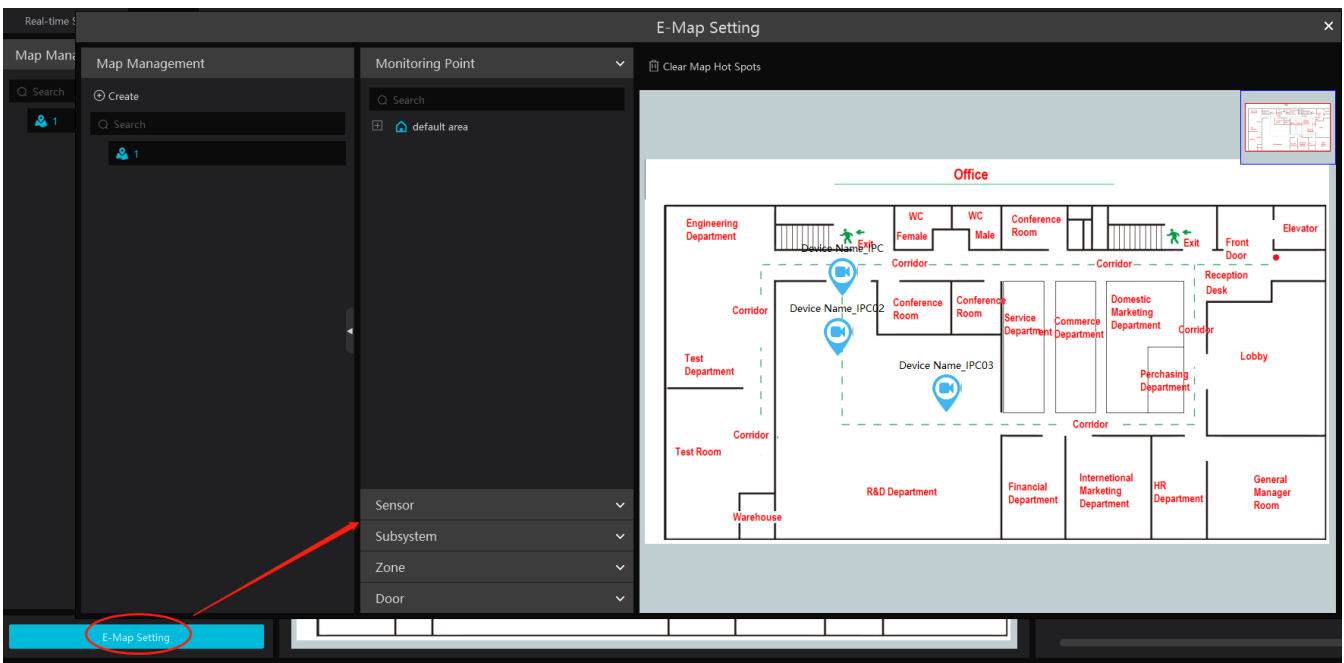 Real-time S
E-Map Setting
Map Mana
Search
1
Map Management
Create
Search
1
Monitoring Point
Search
default area
Sensor
Subsystem
Zone
Door
Clear Map Hot Spots
Office
Engineering
Department
WC
Female
WC
Male
Conference
Room
Exit
Exit
Front
Door
Elevator
Device Name_IPC
Corridor
Corridor
Reception
Desk
Corridor
Device Name_IPC02
Conference
Room
Conference
Room
Service
Department
Commerce
Department
Domestic
Marketing
Department
Corridor
Lobby
Test
Department
Device Name_IPC03
Perchasing
Department
Corridor
Corridor
Test Room
R&D Department
Financial
Department
International
Marketing
Department
HR
Department
General
Manager
Room
Warehouse
E-Map Setting